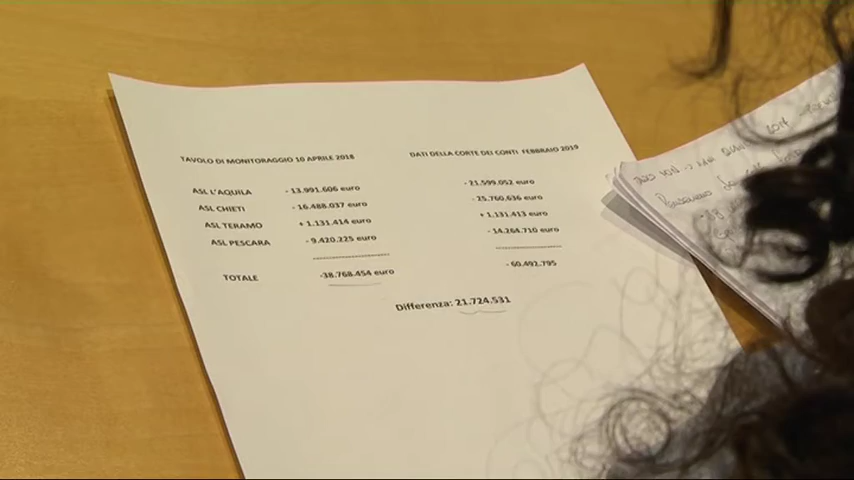 TAVOLO DI MONITORAGGIO 10 APRILE 2018 DATI DELLA CORTE DEI CONTI FEBBRAIO 2019
ASL L'AQUILA - 13.991.606 euro - 21.599.052 euro
ASL CHIETI - 16.488.037 euro - 25.760.636 euro
ASL TERAMO + 1.131.414 euro + 1.131.413 euro
ASL PESCARA - 9.420.225 euro - 14.264.710 euro
TOTALE -38.768.454 euro - 60.492.795
Differenza: 21.724.531